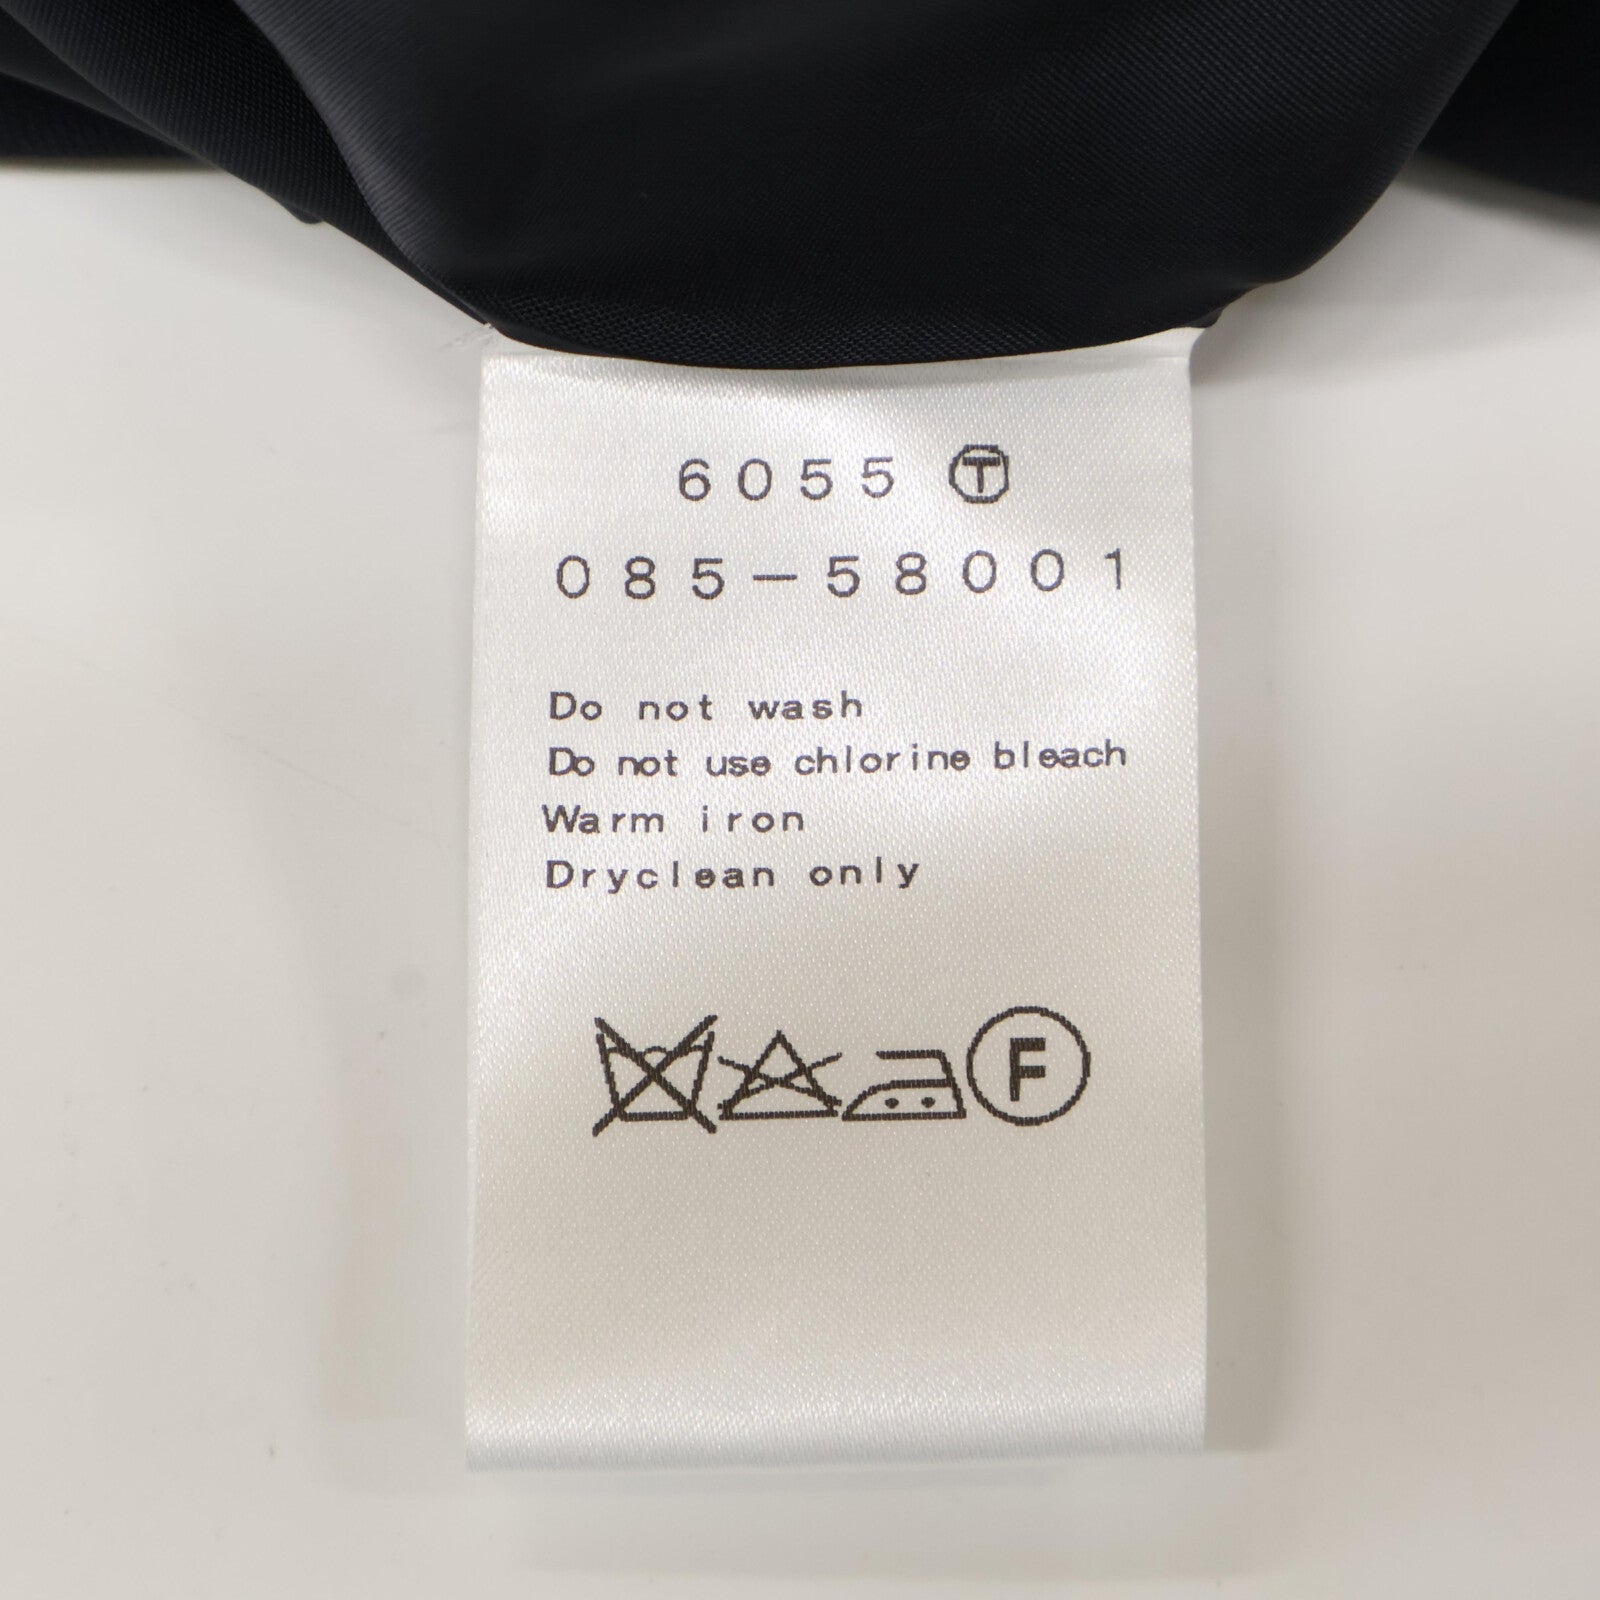 6055 Ⓣ
085-58001
Do not wash
Do not use chlorine bleach
Warm iron
Dryclean only
F